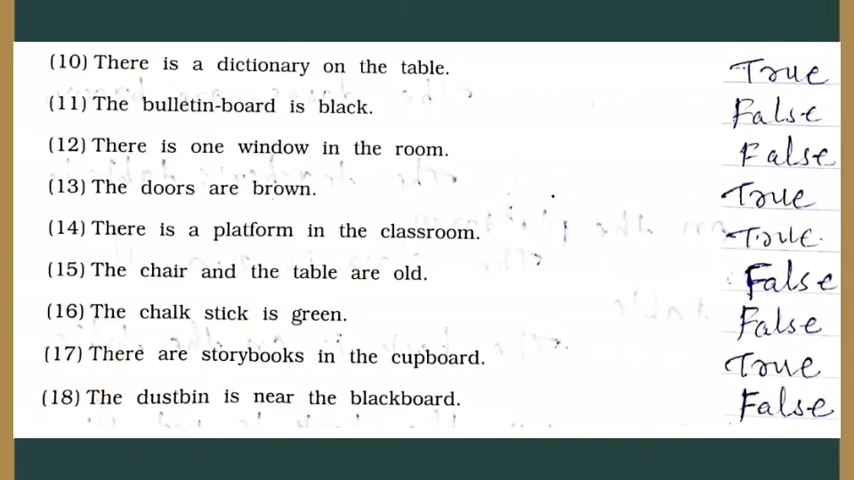 (10) There is a dictionary on the table. True
(11) The bulletin-board is black. False
(12) There is one window in the room. False
(13) The doors are brown. True
(14) There is a platform in the classroom. True
(15) The chair and the table are old. False
(16) The chalk stick is green. False
(17) There are storybooks in the cupboard. True
(18) The dustbin is near the blackboard. False